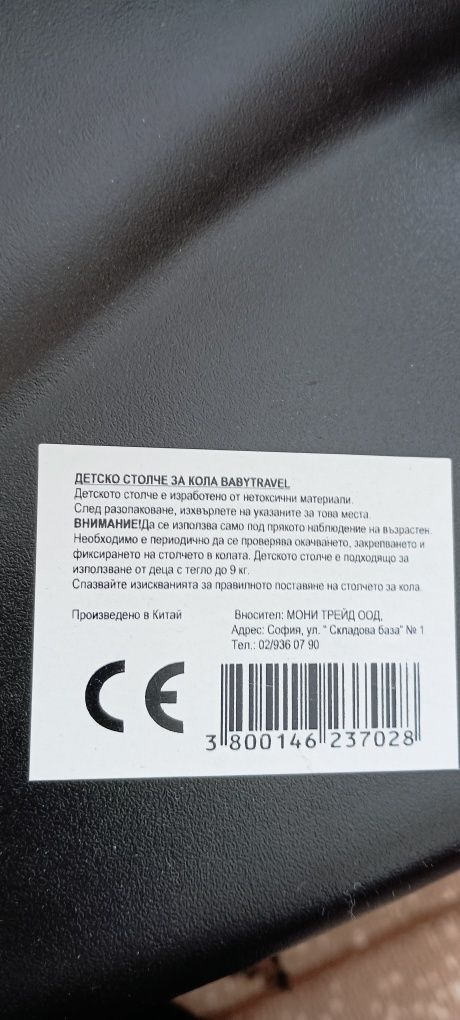 ДЕТСКО СТОЛЧЕ ЗА КОЛА BABYTRAVEL
Детското столче е изработено от нетоксични материали.
След разопаковане, изхвърлете на указаните за това места.
ВНИМАНИЕ!Да се използва само под прякото наблюдение на възрастен.
Необходимо е периодично да се проверява окачването, закрепването и
фиксирането на столчето в колата. Детското столче е подходящо за
използване от деца с тегло до 9 кг.
Спазвайте изискванията за правилното поставяне на столчето за кола.
Произведено в Китай
Вносител: МОНИ ТРЕЙД ООД,
Адрес: София, ул. " Складова база" № 1
Тел.: 02/936 07 90
CE
3 800146 237028